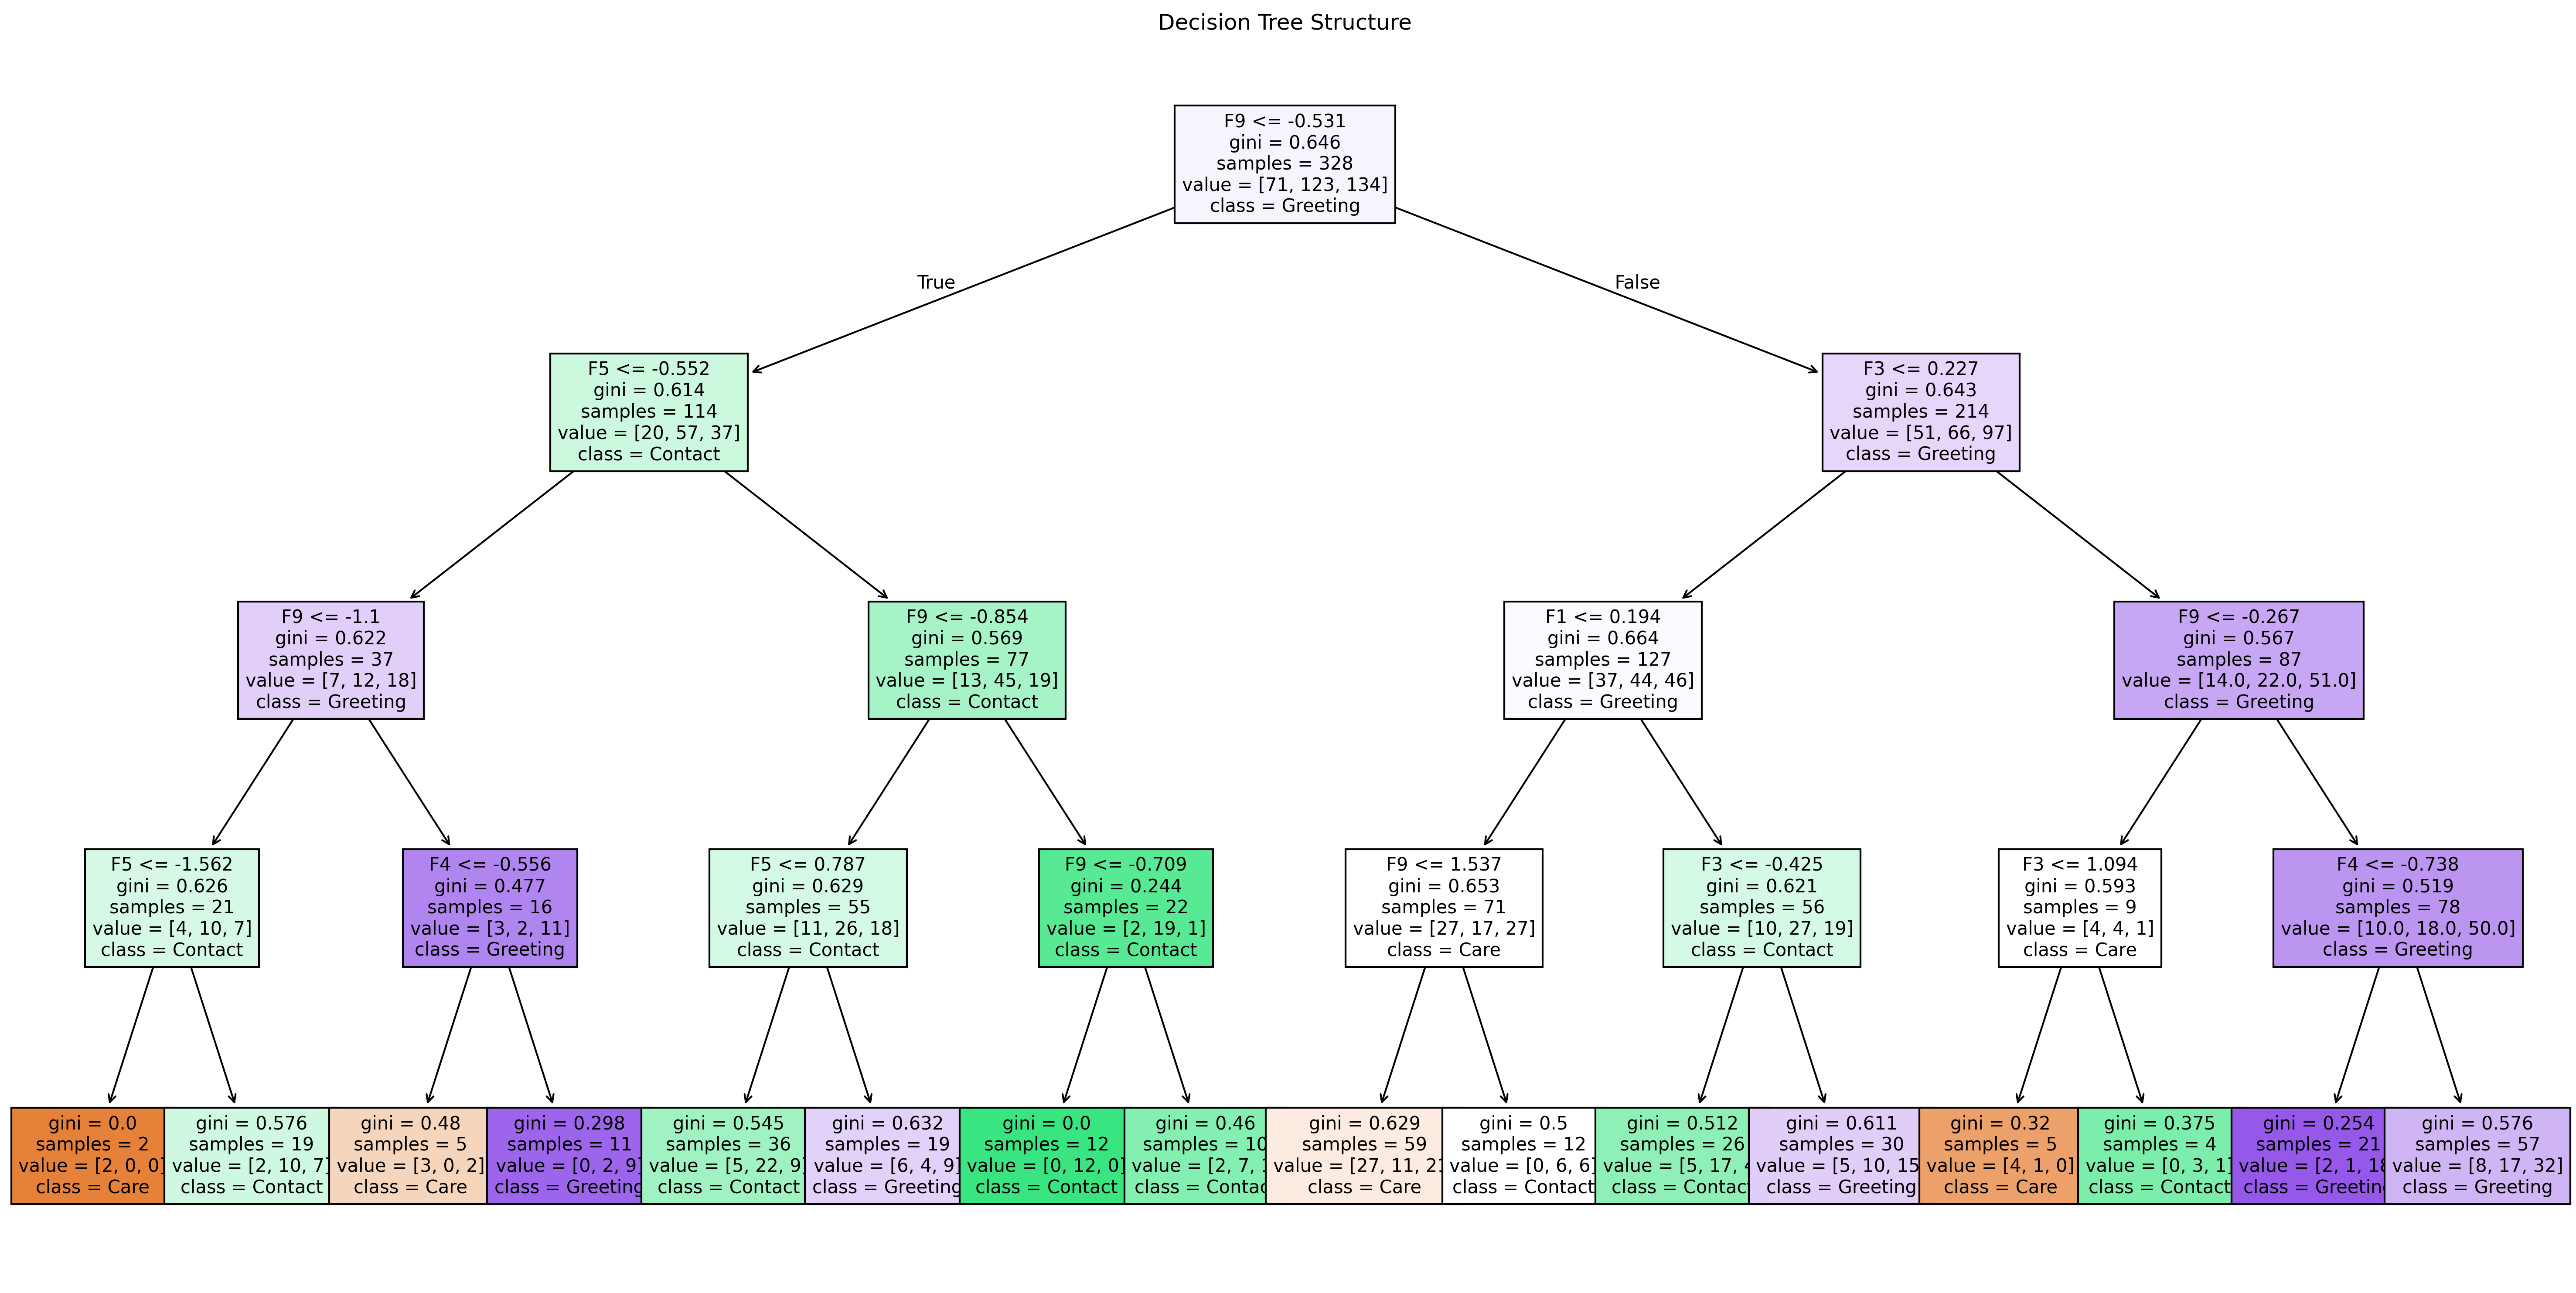 Decision Tree Structure
F9 <= -0.531
gini = 0.646
samples = 328
value = [71, 123, 134]
class = Greeting
True
False
F5 <= -0.552
gini = 0.614
samples = 114
value = [20, 57, 37]
class = Contact
F3 <= 0.227
gini = 0.643
samples = 214
value = [51, 66, 97]
class = Greeting
F9 <= -1.1
gini = 0.622
samples = 37
value = [7, 12, 18]
class = Greeting
F9 <= -0.854
gini = 0.569
samples = 77
value = [13, 45, 19]
class = Contact
F1 <= 0.194
gini = 0.664
samples = 127
value = [37, 44, 46]
class = Greeting
F9 <= -0.267
gini = 0.567
samples = 87
value = [14.0, 22.0, 51.0]
class = Greeting
F5 <= -1.562
gini = 0.626
samples = 21
value = [4, 10, 7]
class = Contact
F4 <= -0.556
gini = 0.477
samples = 16
value = [3, 2, 11]
class = Greeting
F5 <= 0.787
gini = 0.629
samples = 55
value = [11, 26, 18]
class = Contact
F9 <= -0.709
gini = 0.244
samples = 22
value = [2, 19, 1]
class = Contact
F9 <= 1.537
gini = 0.653
samples = 71
value = [27, 17, 27]
class = Care
F3 <= -0.425
gini = 0.621
samples = 56
value = [10, 27, 19]
class = Contact
F3 <= 1.094
gini = 0.593
samples = 9
value = [4, 4, 1]
class = Care
F4 <= -0.738
gini = 0.519
samples = 78
value = [10.0, 18.0, 50.0]
class = Greeting
gini = 0.0
samples = 2
value = [2, 0, 0]
class = Care
gini = 0.576
samples = 19
value = [2, 10, 7]
class = Contact
gini = 0.48
samples = 5
value = [3, 0, 2]
class = Care
gini = 0.298
samples = 11
value = [0, 2, 9]
class = Greeting
gini = 0.545
samples = 36
value = [5, 22, 9]
class = Contact
gini = 0.632
samples = 19
value = [6, 4, 9]
class = Greeting
gini = 0.0
samples = 12
value = [0, 12, 0]
class = Contact
gini = 0.46
samples = 10
value = [2, 7,
class = Contac
gini = 0.629
samples = 59
value = [27, 11, 21
class = Care
gini = 0.5
samples = 12
value = [0, 6, 6]
class = Contact
gini = 0.512
samples = 26
value = [5, 17, 4
class = Contact
gini = 0.611
samples = 30
value = [5, 10, 15
class = Greeting
gini = 0.32
samples = 5
value = [4, 1, 0]
class = Care
gini = 0.375
samples = 4
value = [0, 3, 1]
class = Contact
gini = 0.254
samples = 21
value = [2, 1, 18
class = Greetin
gini = 0.576
samples = 57
value = [8, 17, 32]
class = Greeting